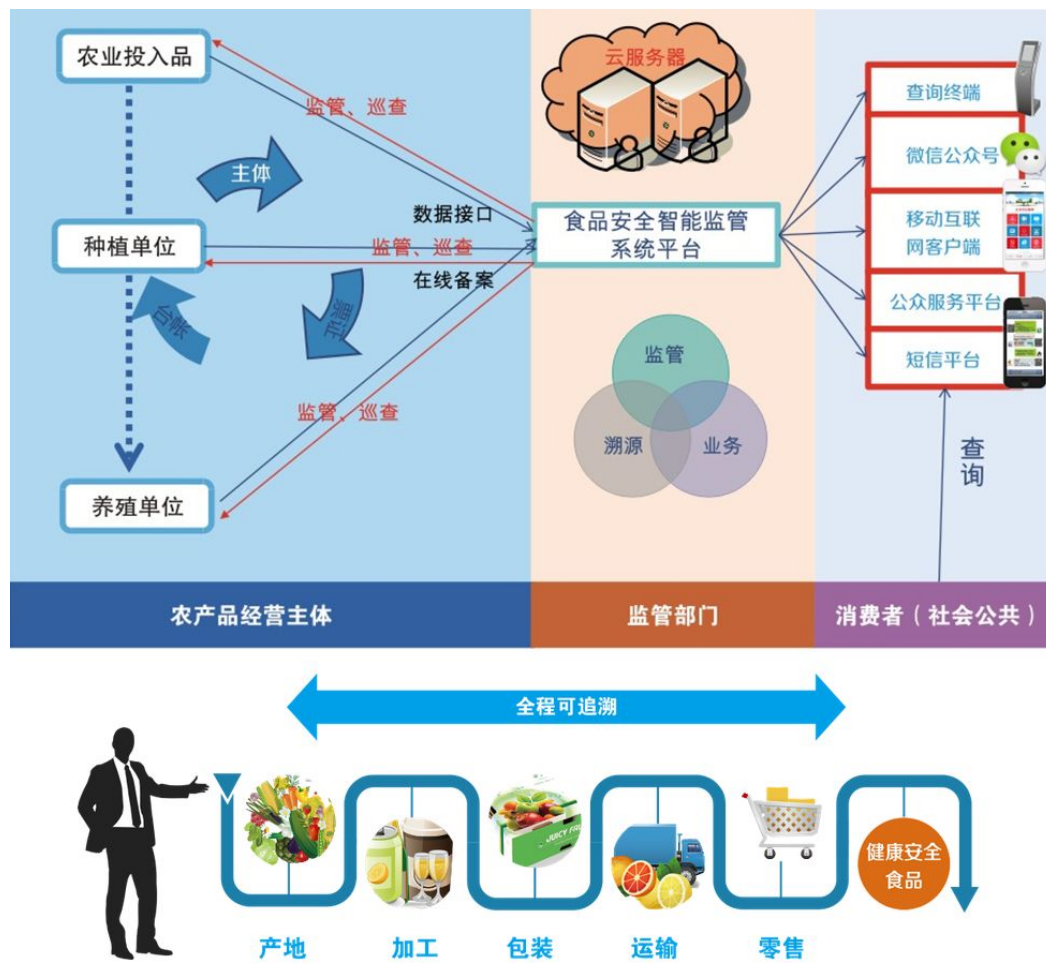 农业投入品
监管、巡查
主体
数据接口
种植单位
监管、巡查
在线备案
台账
票证
监管、巡查
养殖单位
云服务器
食品安全智能监管
系统平台
监管
溯源
业务
查询终端
微信公众号
移动互联
网客户端
公众服务平台
短信平台
查
询
农产品经营主体
监管部门
消费者（社会公共）
全程可追溯
JUICY FRU
健康安全
食品
产地
加工
包装
运输
零售